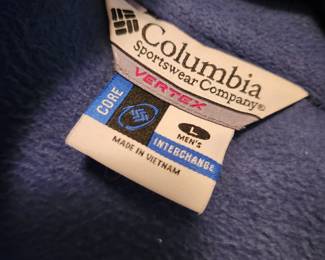 Columbia
Sportswear Company®
VERTEX
CORE
L
MEN'S
INTERCHANGE
MADE IN VIETNAM